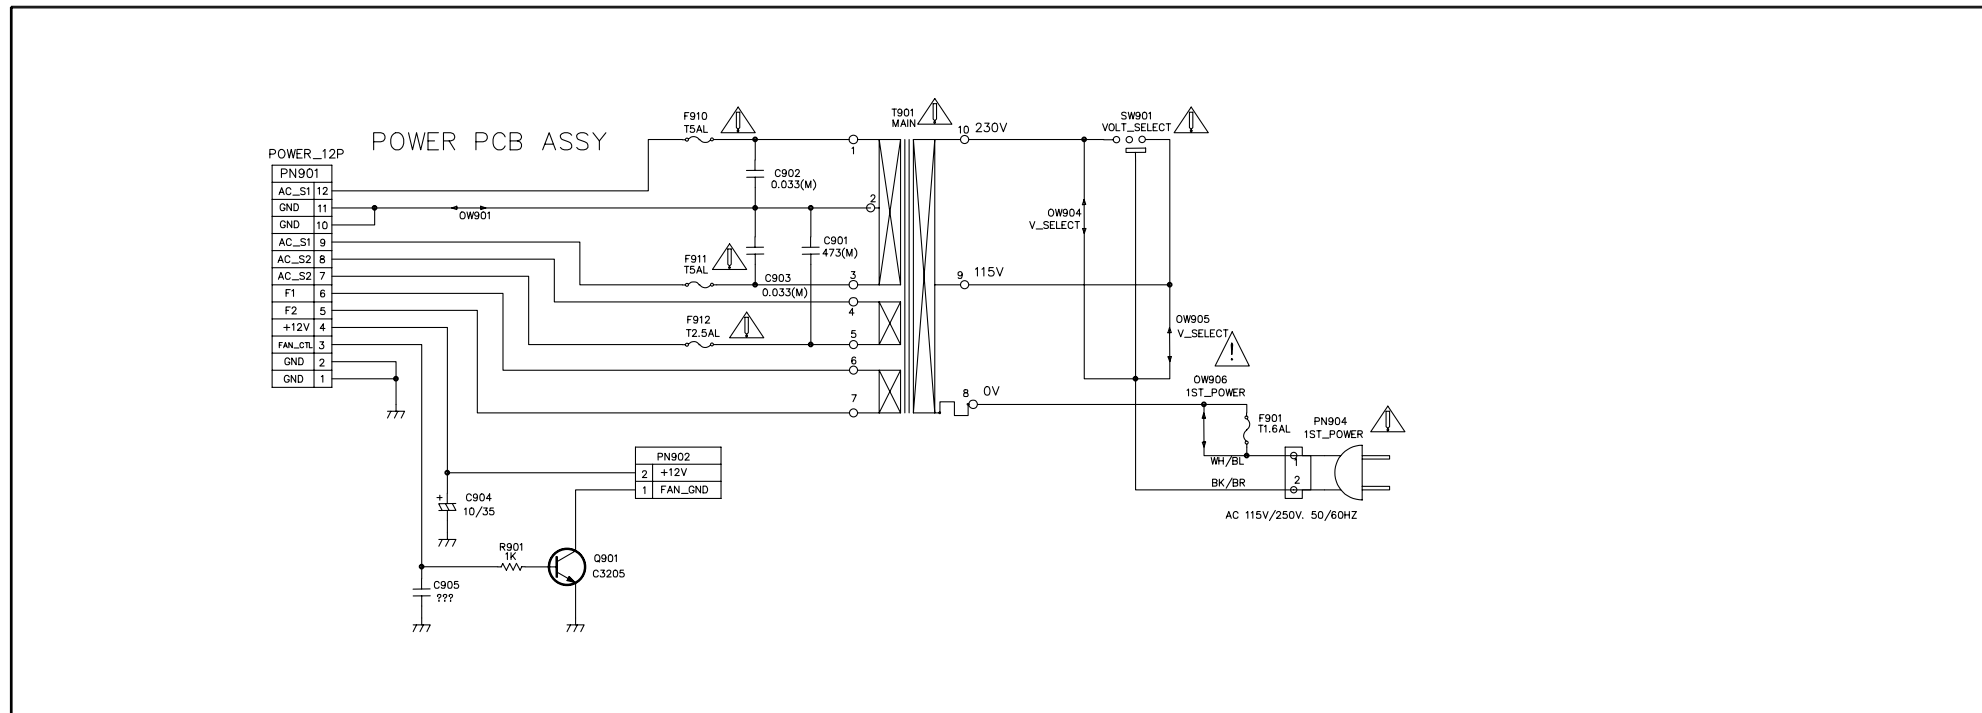 POWER PCB ASSY
POWER_12P
PN901
AC_S1 12
GND 11
GND 10
AC_S1 9
AC_S2 8
AC_S2 7
F1 6
F2 5
+12V 4
FAN_CTL 3
GND 2
GND 1
OW901
F910
T5AL
C902
0.033(M)
C901
473(M)
F911
T5AL
C903
0.033(M)
F912
T2.5AL
1
2
3
4
5
6
7
T901
MAIN
10 230V
9 115V
8 0V
SW901
VOLT_SELECT
OW904
V_SELECT
OW905
V_SELECT
!
OW906
1ST_POWER
F901
T1.6AL
PN904
1ST_POWER
WH/BL
1
BK/BR
2
AC 115V/250V. 50/60HZ
PN902
2 +12V
1 FAN_GND
+
C904
10/35
R901
1K
Q901
C3205
C905
???